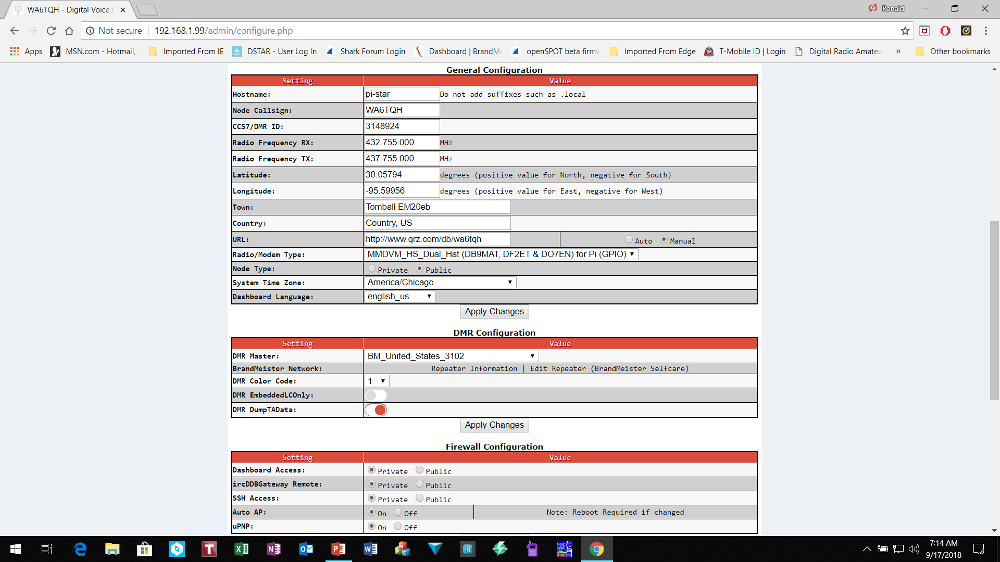 WA6TQH - Digital Voice
Ronald
Not secure 192.168.1.99/admin/configure.php
Apps MSN.com - Hotmail, Imported From IE DSTAR - User Log In Shark Forum Login Dashboard | BrandMe openSPOT beta firmw Imported From Edge T-Mobile ID | Login Digital Radio Amateu » Other bookmarks
General Configuration
Setting Value
Hostname: pi-star Do not add suffixes such as .local
Node Callsign: WA6TQH
CCS7/DMR ID: 3148924
Radio Frequency RX: 432.755.000 MHz
Radio Frequency TX: 437.755.000 MHz
Latitude: 30.05794 degrees (positive value for North, negative for South)
Longitude: -95.59956 degrees (positive value for East, negative for West)
Town: Tomball EM20eb
Country: Country, US
URL: http://www.qrz.com/db/wa6tqh Auto Manual
Radio/Modem Type: MMDVM_HS_Dual_Hat (DB9MAT, DF2ET & DO7EN) for Pi (GPIO)
Node Type: Private Public
System Time Zone: America/Chicago
Dashboard Language: english_us
Apply Changes
DMR Configuration
Setting Value
DMR Master: BM_United_States_3102
BrandMeister Network: Repeater Information | Edit Repeater (BrandMeister Selfcare)
DMR Color Code: 1
DMR EmbeddedLCOnly:
DMR DumpTAData:
Apply Changes
Firewall Configuration
Setting Value
Dashboard Access: Private Public
ircDDBGateway Remote: Private Public
SSH Access: Private Public
Auto AP: On Off Note: Reboot Required if changed
uPNP: On Off
7:14 AM
9/17/2018